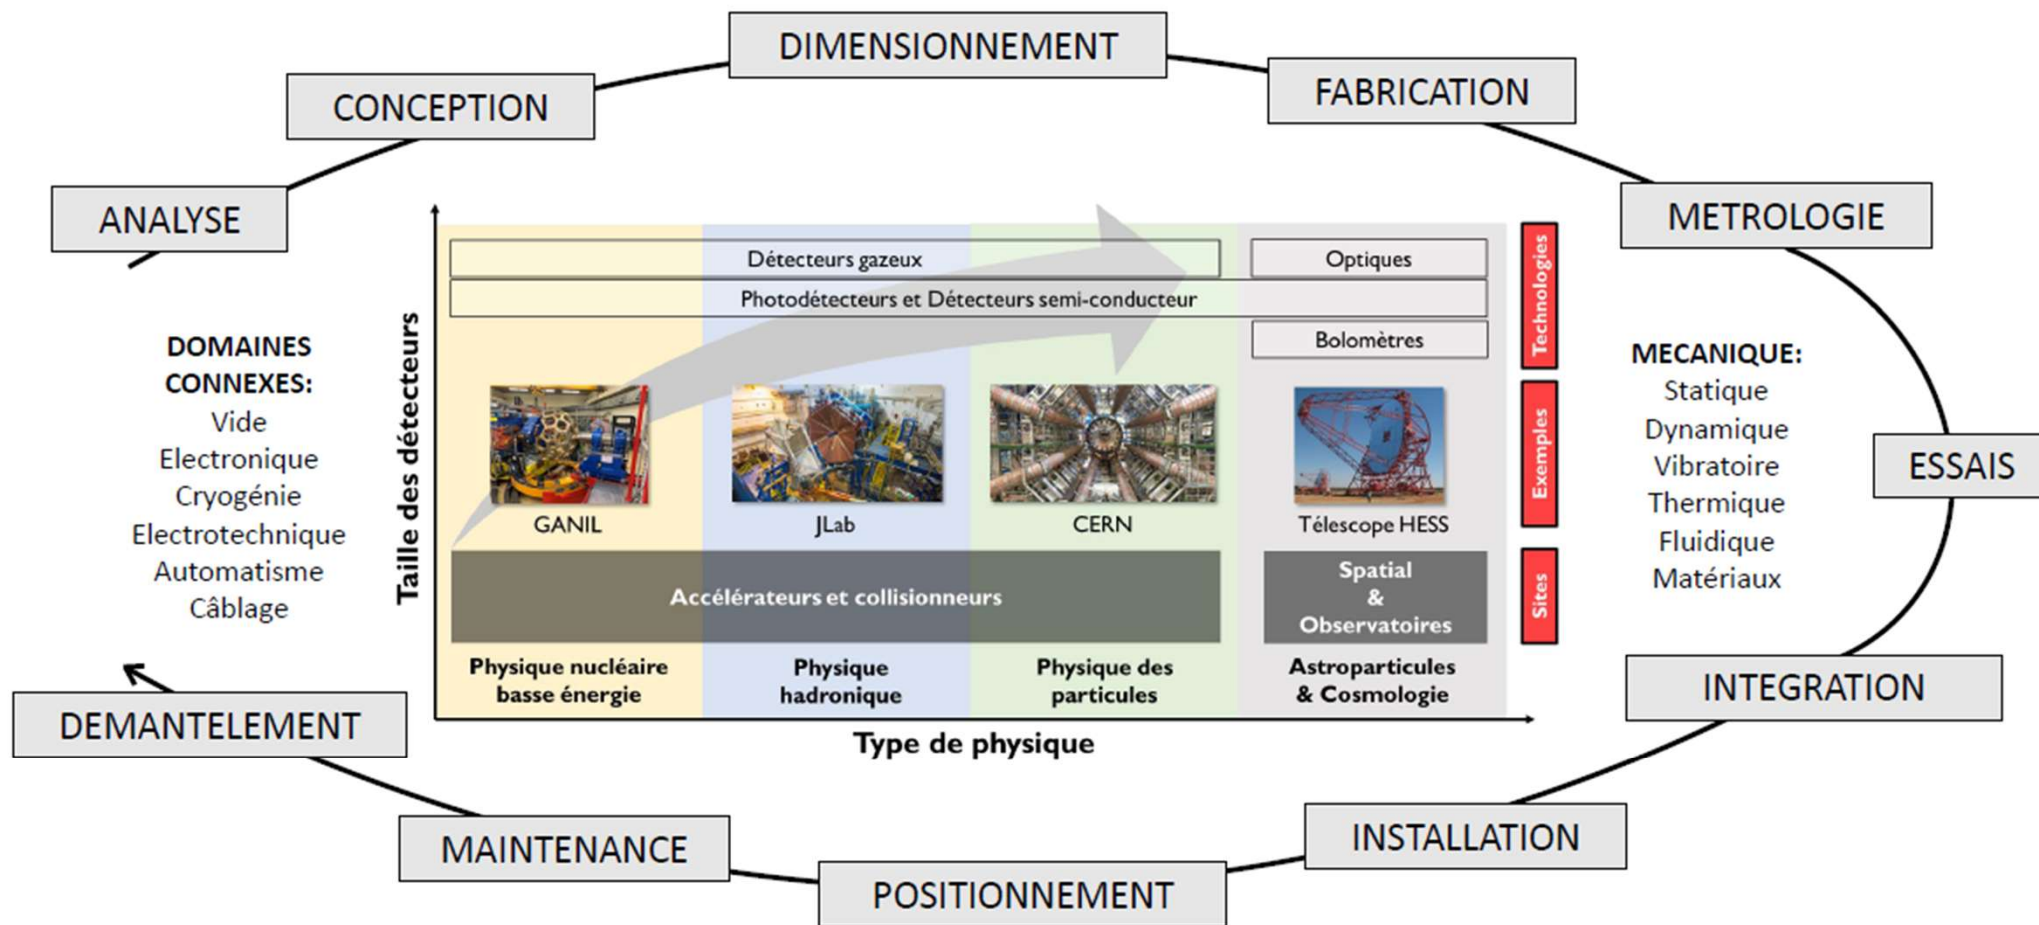 DIMENSIONNEMENT
CONCEPTION
FABRICATION
ANALYSE
METROLOGIE
DOMAINES
CONNEXES:
Vide
Electronique
Cryogénie
Electrotechnique
Automatisme
Câblage
Taille des détecteurs
Détecteurs gazeux
Optiques
Photodétecteurs et Détecteurs semi-conducteur
Bolomètres
Technologies
GANIL
JLab
CERN
Télescope HESS
Exemples
Accélérateurs et collisionneurs
Spatial
&
Observatoires
Sites
Physique nucléaire
basse énergie
Physique
hadronique
Physique des
particules
Astroparticules
& Cosmologie
Type de physique
MECANIQUE:
Statique
Dynamique
Vibratoire
Thermique
Fluidique
Matériaux
ESSAIS
INTEGRATION
DEMANTELEMENT
INSTALLATION
MAINTENANCE
POSITIONNEMENT